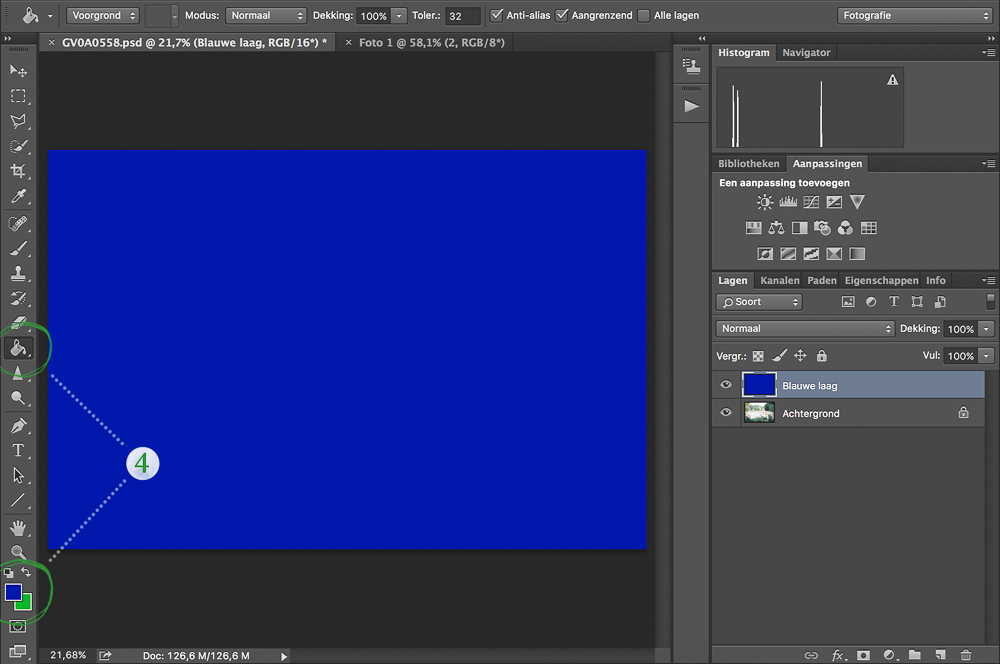 Voorgrond Modus: Normaal Dekking: 100% Toler.: 32 Anti-alias Aangrenzend Alle lagen Fotografie
GV0A0558.psd @ 21,7% (Blauwe laag, RGB/16*) * Foto 1 @ 58,1% (2, RGB/8*)
Histogram Navigator
Bibliotheken Aanpassingen
Een aanpassing toevoegen
Lagen Kanalen Paden Eigenschappen Info
Soort
Normaal Dekking: 100%
Vergr.: Vul: 100%
Blauwe laag
Achtergrond
4
21,68% Doc: 126,6 M/126,6 M